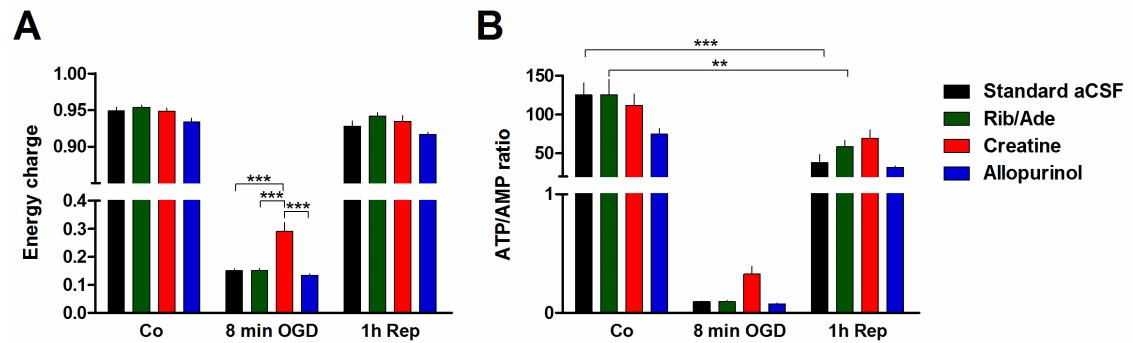 A
B
Energy charge
1.00
0.95
0.90
0.4
0.3
0.2
0.1
0.0
***
***
***
Co
8 min OGD
1h Rep
ATP/AMP ratio
150
100
50
1
0
***
**
Co
8 min OGD
1h Rep
Standard aCSF
Rib/Ade
Creatine
Allopurinol